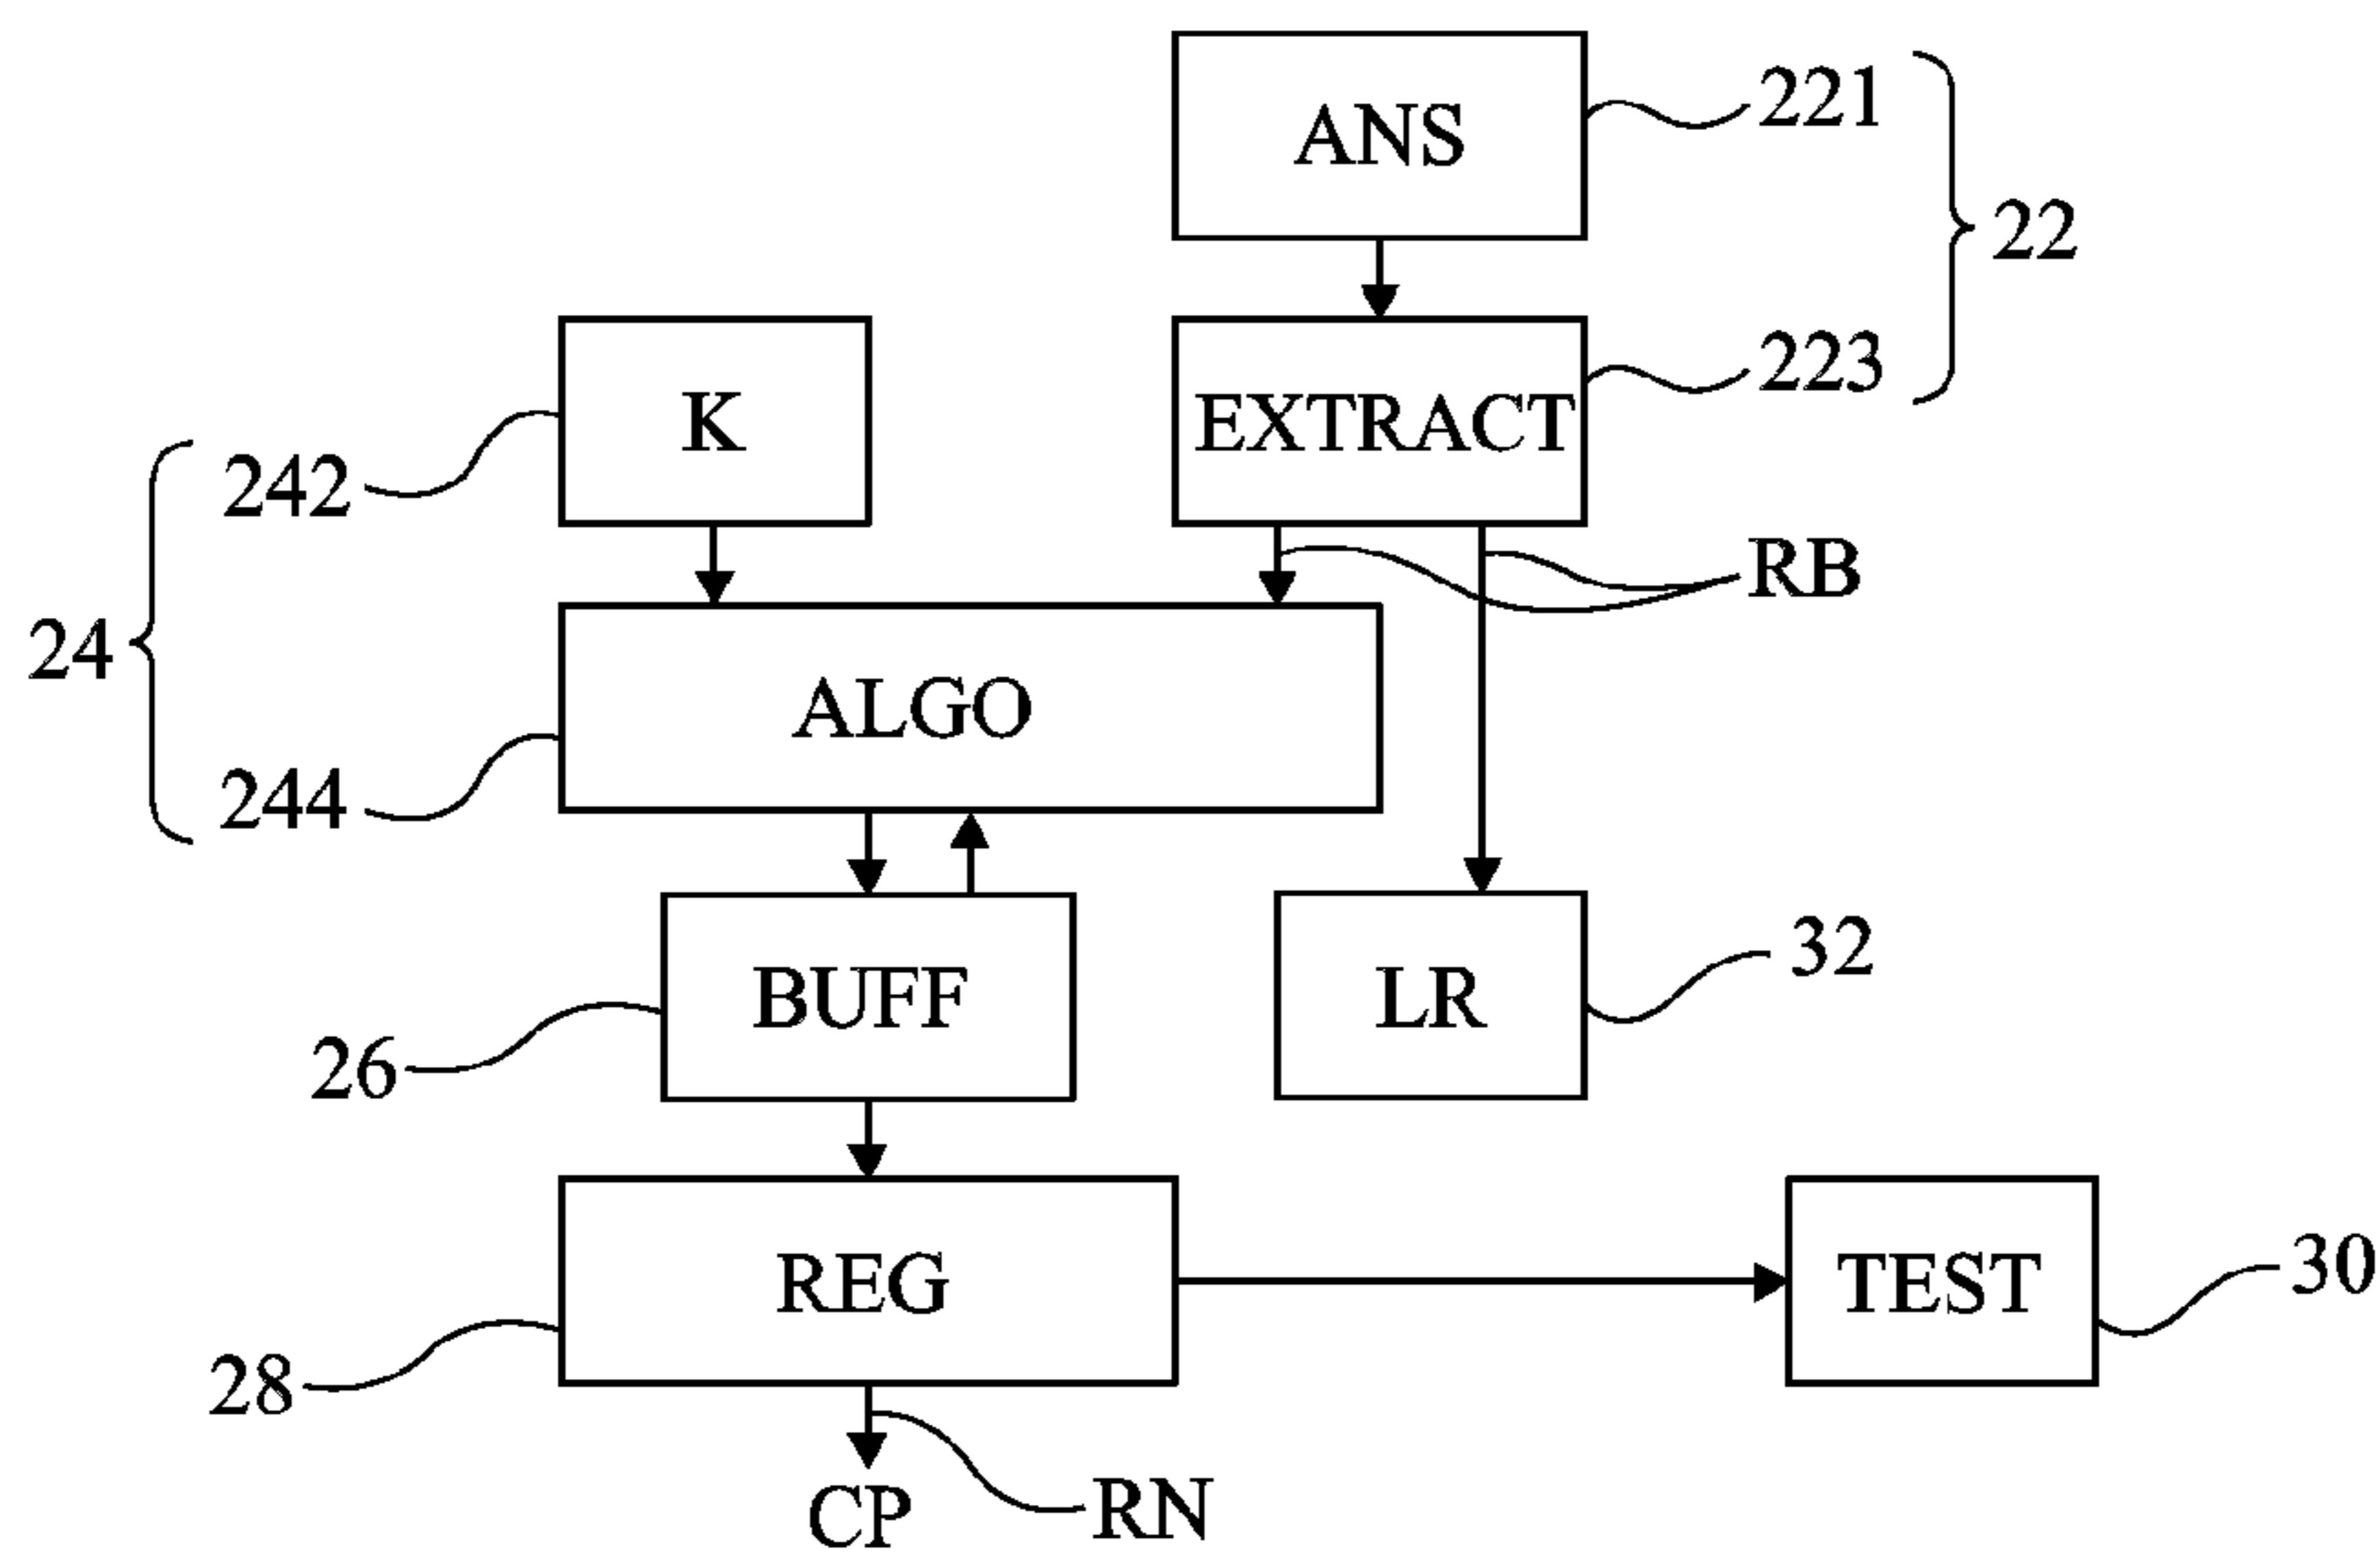 ANS
221
22
K
EXTRACT
223
242
RB
24
ALGO
244
BUFF
LR
32
26
REG
TEST
30
28
CP
RN